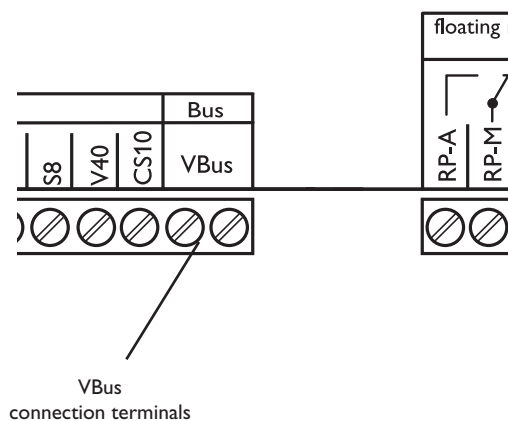 floating
Bus
S8
V40
CS10
VBus
RP-A
RP-M
VBus
connection terminals